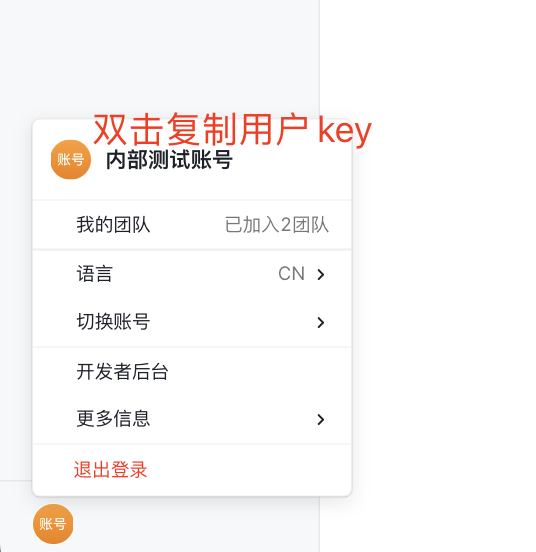 双击复制用户 key
账号 内部测试账号
我的团队 已加入2团队
语言 CN
切换账号
开发者后台
更多信息
退出登录
账号